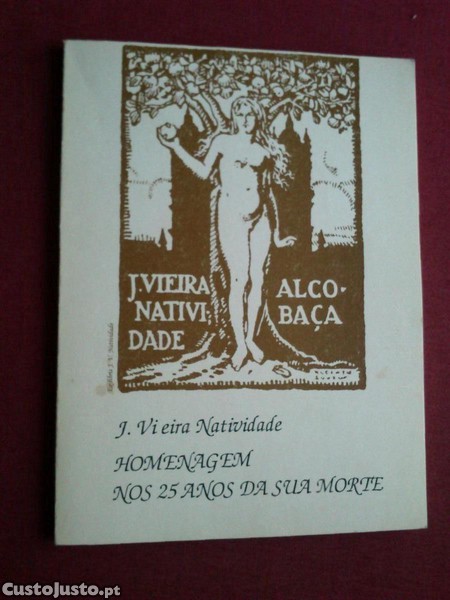 J. VIEIRA
NATIVI
DADE
ALCO-
BAÇA
J. Vieira Natividade
HOMENAGEM
NOS 25 ANOS DA SUA MORTE
CustoJusto.pt